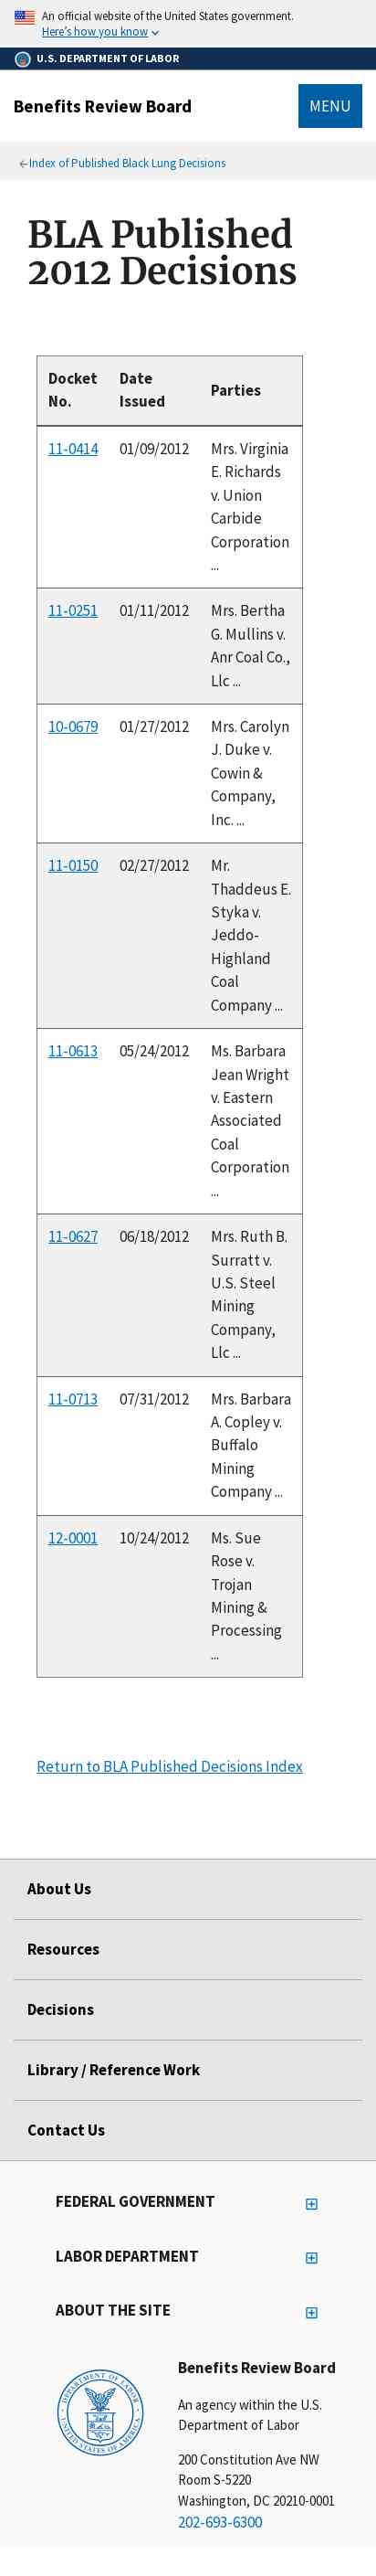 An official website of the United States government.
Here's how you know
U.S. DEPARTMENT OF LABOR
Benefits Review Board
MENU
Index of Published Black Lung Decisions
BLA Published
2012 Decisions
Docket No.
Date Issued
Parties
11-0414
01/09/2012
Mrs. Virginia
E. Richards
v. Union
Carbide
Corporation
...
11-0251
01/11/2012
Mrs. Bertha
G. Mullins v.
Anr Coal Co.,
Llc ...
10-0679
01/27/2012
Mrs. Carolyn
J. Duke v.
Cowin &
Company,
Inc. ...
11-0150
02/27/2012
Mr.
Thaddeus E.
Styka v.
Jeddo-
Highland
Coal
Company ...
11-0613
05/24/2012
Ms. Barbara
Jean Wright
v. Eastern
Associated
Coal
Corporation
...
11-0627
06/18/2012
Mrs. Ruth B.
Surratt v.
U.S. Steel
Mining
Company,
Llc ...
11-0713
07/31/2012
Mrs. Barbara
A. Copley v.
Buffalo
Mining
Company ...
12-0001
10/24/2012
Ms. Sue
Rose v.
Trojan
Mining &
Processing
...
Return to BLA Published Decisions Index
About Us
Resources
Decisions
Library / Reference Work
Contact Us
FEDERAL GOVERNMENT
LABOR DEPARTMENT
ABOUT THE SITE
DEPARTMENT OF LABOR
UNITED STATES OF AMERICA
Benefits Review Board
An agency within the U.S.
Department of Labor
200 Constitution Ave NW
Room S-5220
Washington, DC 20210-0001
202-693-6300